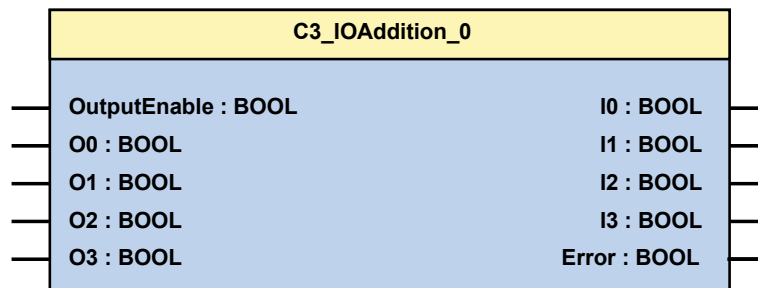 C3_IOAddition_0
OutputEnable : BOOL I0 : BOOL
O0 : BOOL I1 : BOOL
O1 : BOOL I2 : BOOL
O2 : BOOL I3 : BOOL
O3 : BOOL Error : BOOL